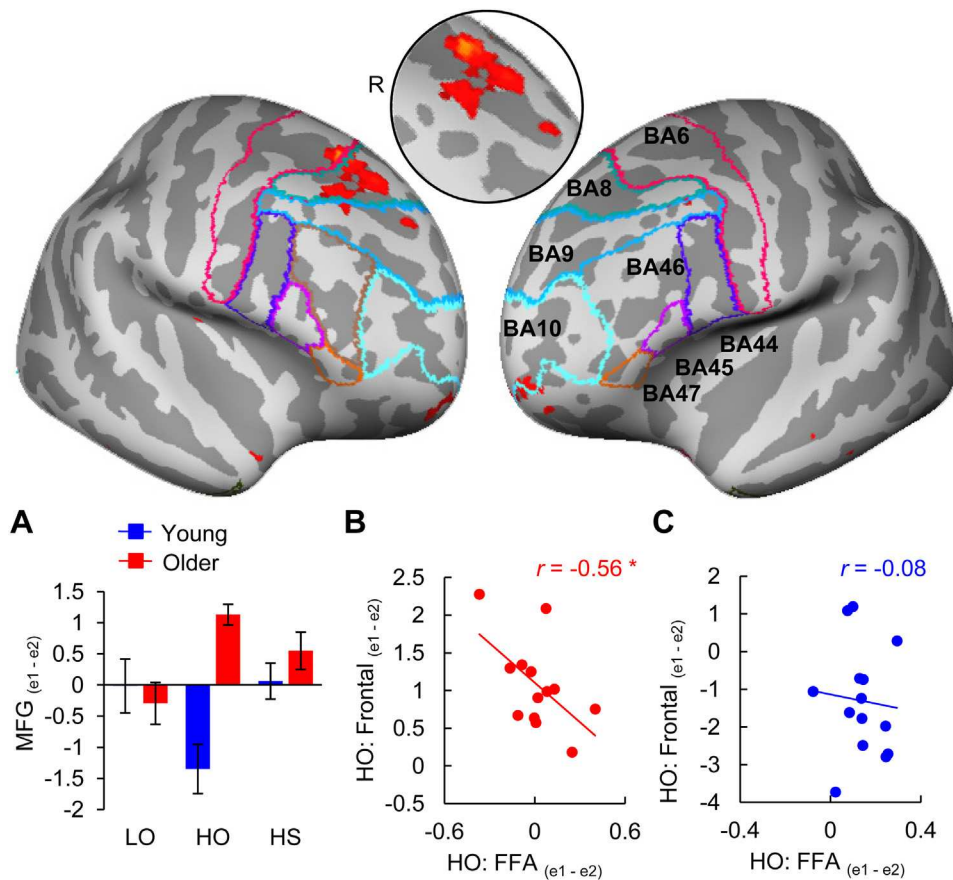 R
BA6
BA8
BA9
BA46
BA10
BA44
BA45
BA47
A
Young
Older
MFG (e1 - e2)
1.5
1
0.5
0
-0.5
-1
-1.5
-2
LO HO HS
B
r = -0.56 *
HO: Frontal (e1 - e2)
2.5
2
1.5
1
0.5
0
-0.5
-0.6 0 0.6
HO: FFA (e1 - e2)
C
r = -0.08
HO: Frontal (e1 - e2)
2
1
0
-1
-2
-3
-4
-0.4 0 0.4
HO: FFA (e1 - e2)